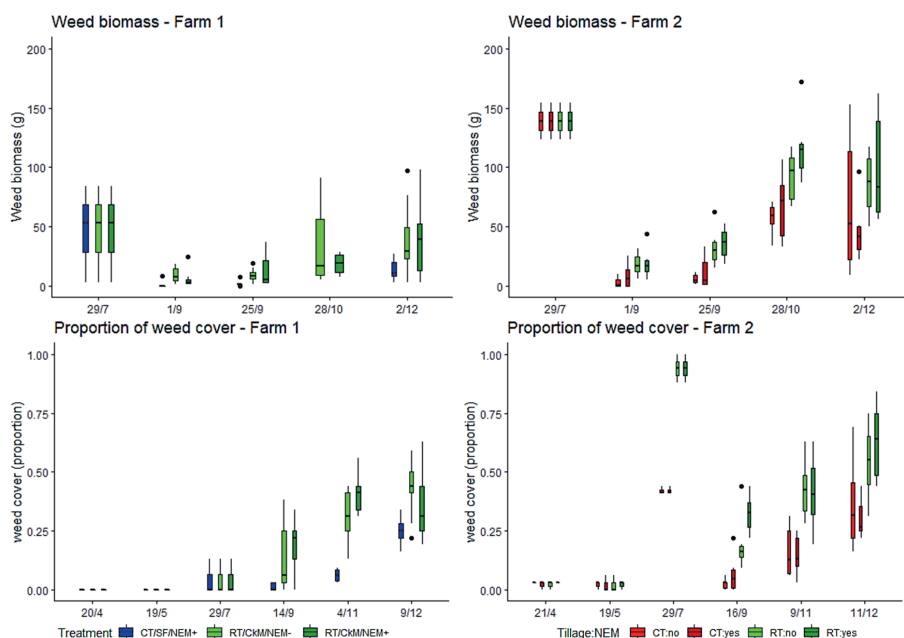 Weed biomass - Farm 1
Weed biomass (g)
200
150
100
50
0
29/7 1/9 25/9 28/10 2/12
Weed biomass - Farm 2
Weed biomass (g)
200
150
100
50
0
29/7 1/9 25/9 28/10 2/12
Proportion of weed cover - Farm 1
weed cover (proportion)
1.00
0.75
0.50
0.25
0.00
20/4 19/5 29/7 14/9 4/11 9/12
Treatment CT/SF/NEM+ RT/CkM/NEM- RT/CkM/NEM+
Proportion of weed cover - Farm 2
weed cover (proportion)
1.00
0.75
0.50
0.25
0.00
21/4 19/5 29/7 16/9 9/11 11/12
Tillage:NEM CT:no CT:yes RT:no RT:yes